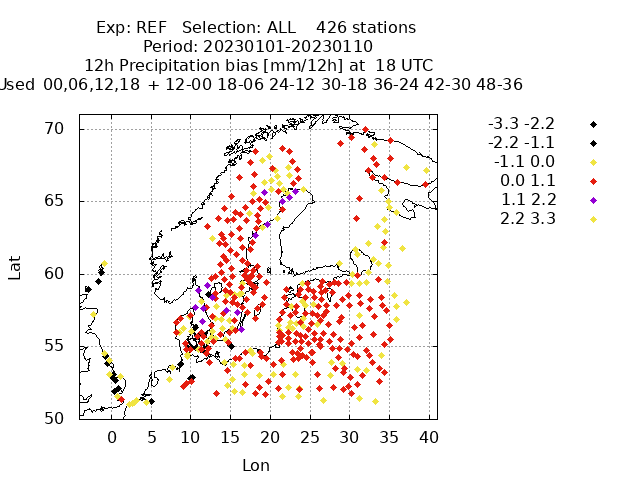 Exp: REF Selection: ALL 426 stations
Period: 20230101-20230110
12h Precipitation bias [mm/12h] at 18 UTC
Used 00,06,12,18 + 12-00 18-06 24-12 30-18 36-24 42-30 48-36
-3.3 -2.2
-2.2 -1.1
-1.1 0.0
0.0 1.1
1.1 2.2
2.2 3.3
70
65
60
55
50
Lat
0 5 10 15 20 25 30 35 40
Lon